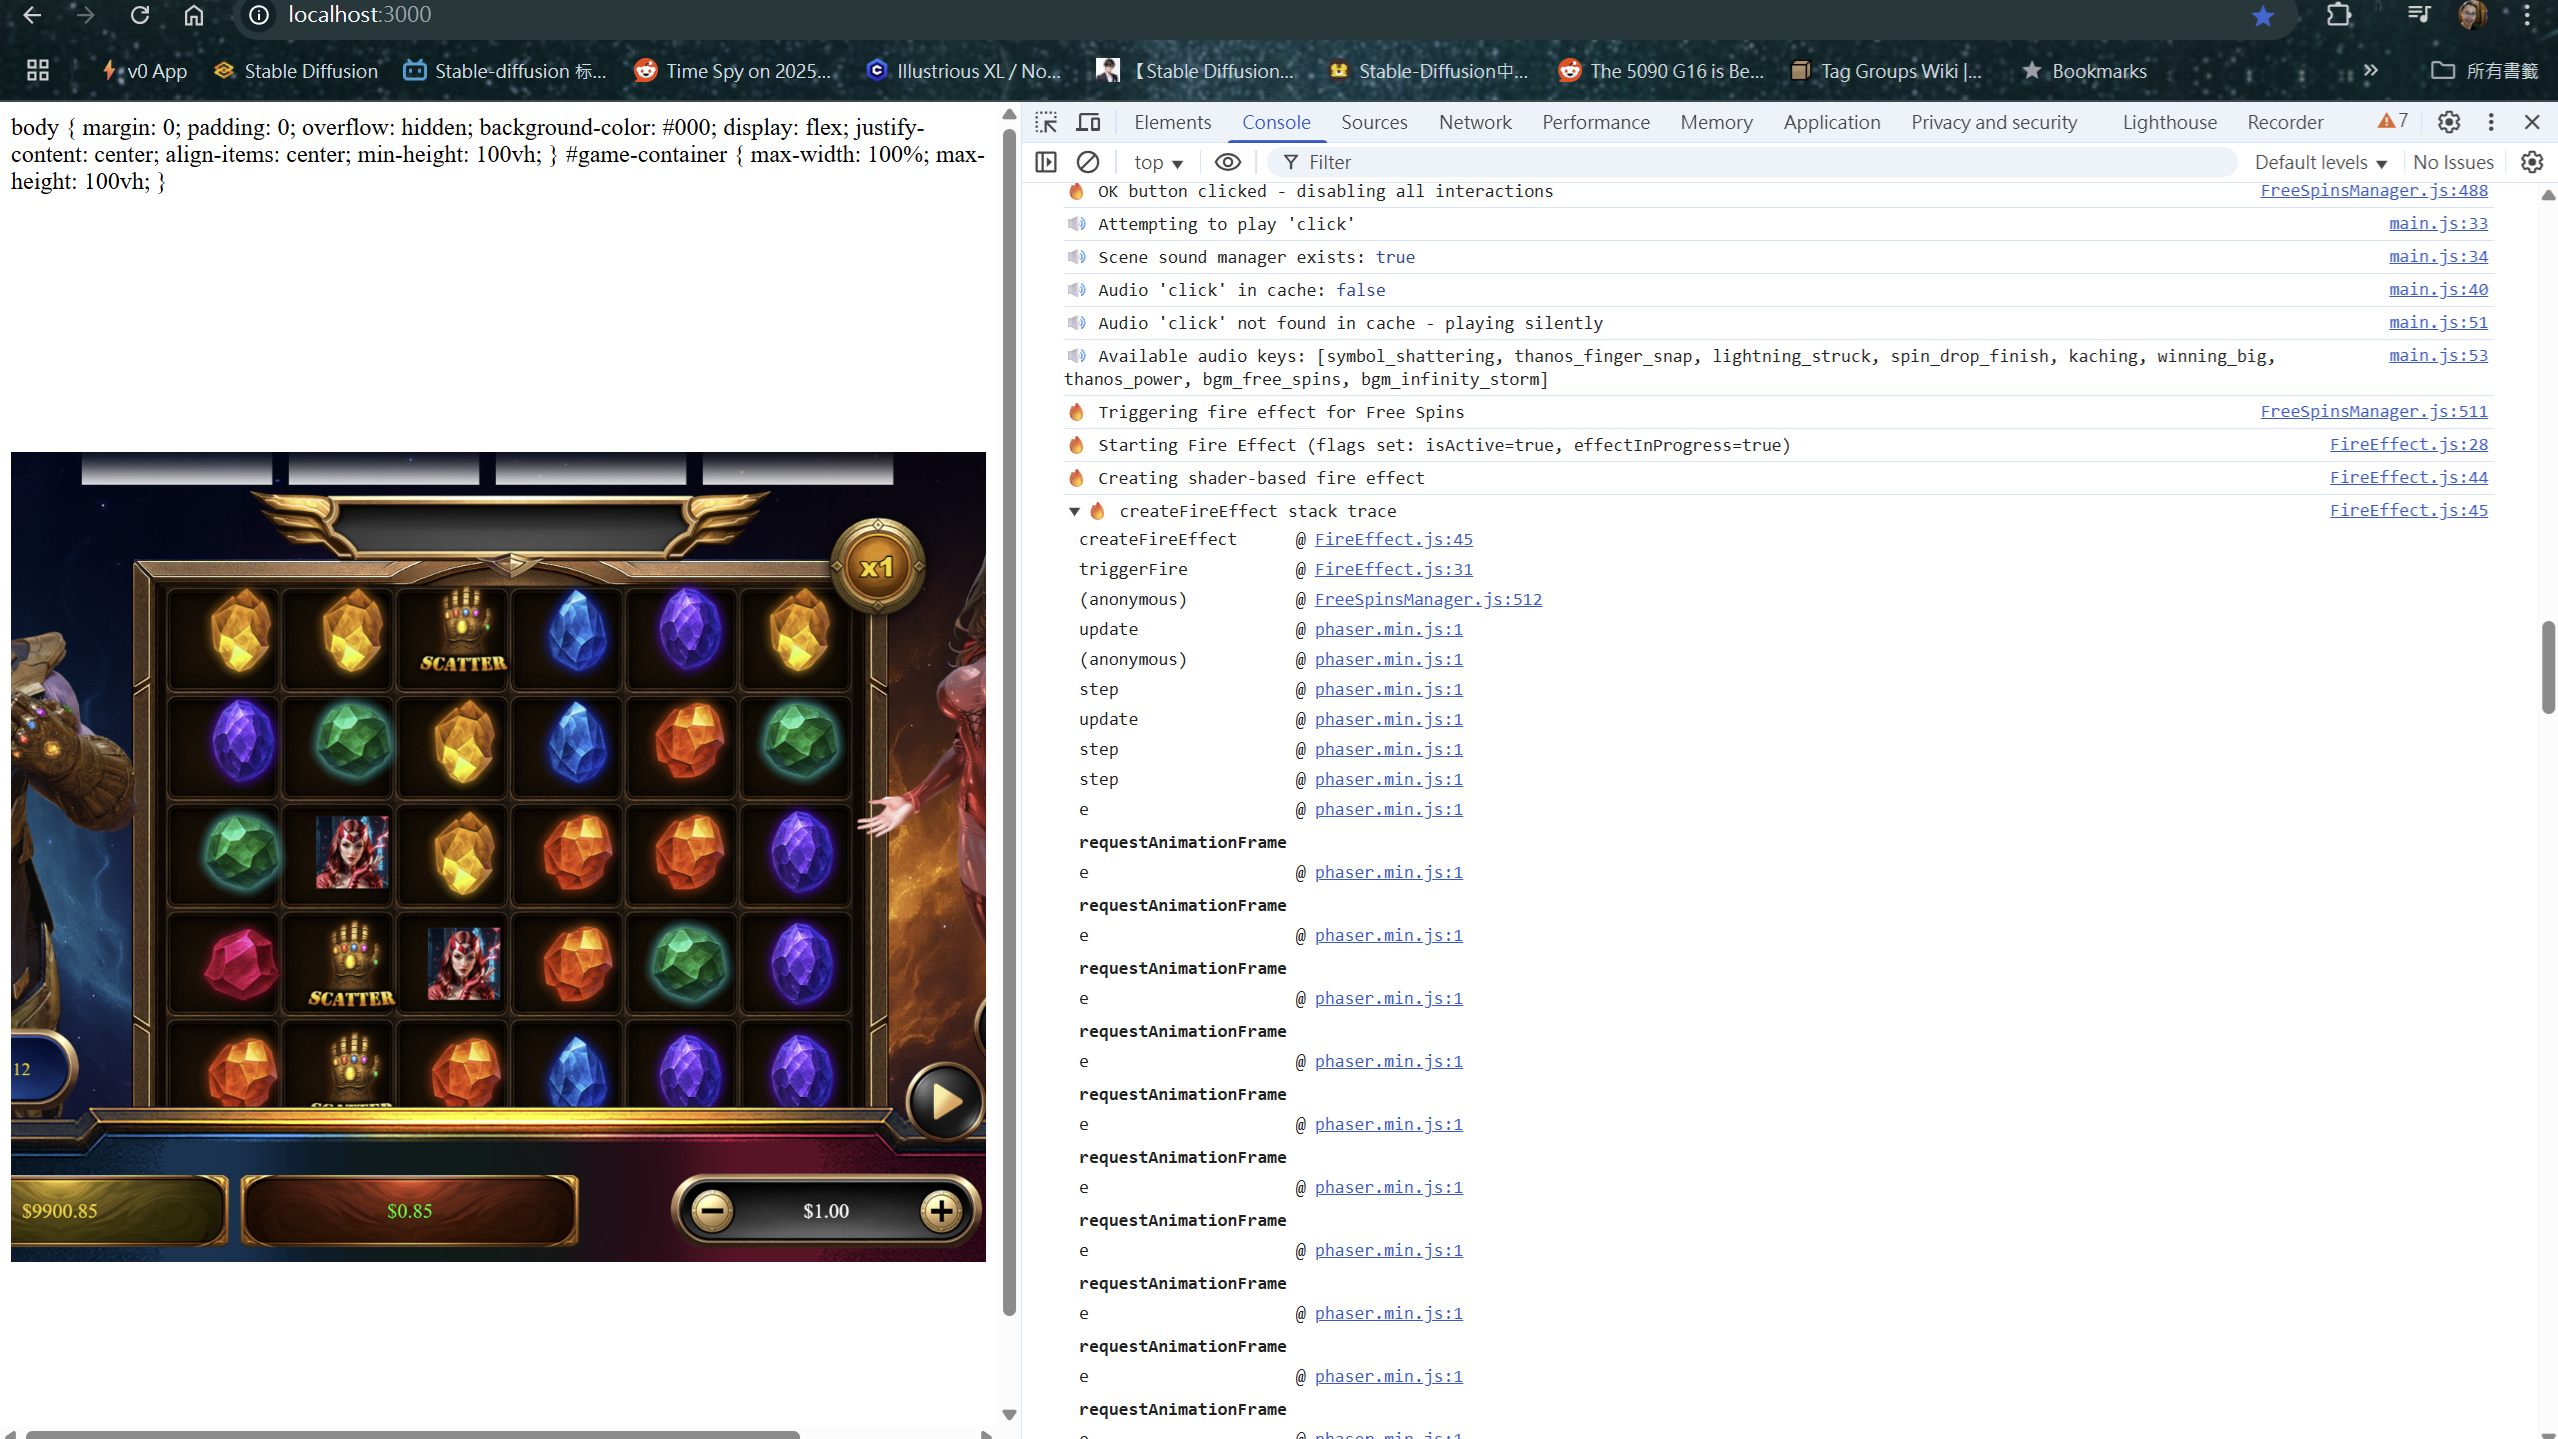 localhost:3000
v0 App
Stable Diffusion
Stable-diffusion 标...
Time Spy on 2025...
Illustrious XL / No...
【Stable Diffusion...
Stable-Diffusion中...
The 5090 G16 is Be...
Tag Groups Wiki |...
Bookmarks
»
所有書籤
body { margin: 0; padding: 0; overflow: hidden; background-color: #000; display: flex; justify-
content: center; align-items: center; min-height: 100vh; } #game-container { max-width: 100%; max-
height: 100vh; }
x1
SCATTER
SCATTER
SCATTER
12
$9900.85
$0.85
$1.00
Elements
Console
Sources
Network
Performance
Memory
Application
Privacy and security
Lighthouse
Recorder
7
top
Filter
Default levels
No Issues
OK button clicked - disabling all interactions FreeSpinsManager.js:488
Attempting to play 'click' main.js:33
Scene sound manager exists: true main.js:34
Audio 'click' in cache: false main.js:40
Audio 'click' not found in cache - playing silently main.js:51
Available audio keys: [symbol_shattering, thanos_finger_snap, lightning_struck, spin_drop_finish, kaching, winning_big, main.js:53
thanos_power, bgm_free_spins, bgm_infinity_storm]
Triggering fire effect for Free Spins FreeSpinsManager.js:511
Starting Fire Effect (flags set: isActive=true, effectInProgress=true) FireEffect.js:28
Creating shader-based fire effect FireEffect.js:44
createFireEffect stack trace FireEffect.js:45
createFireEffect @ FireEffect.js:45
triggerFire @ FireEffect.js:31
(anonymous) @ FreeSpinsManager.js:512
update @ phaser.min.js:1
(anonymous) @ phaser.min.js:1
step @ phaser.min.js:1
update @ phaser.min.js:1
step @ phaser.min.js:1
step @ phaser.min.js:1
e @ phaser.min.js:1
requestAnimationFrame
e @ phaser.min.js:1
requestAnimationFrame
e @ phaser.min.js:1
requestAnimationFrame
e @ phaser.min.js:1
requestAnimationFrame
e @ phaser.min.js:1
requestAnimationFrame
e @ phaser.min.js:1
requestAnimationFrame
e @ phaser.min.js:1
requestAnimationFrame
e @ phaser.min.js:1
requestAnimationFrame
e @ phaser.min.js:1
requestAnimationFrame
e @ phaser.min.js:1
requestAnimationFrame